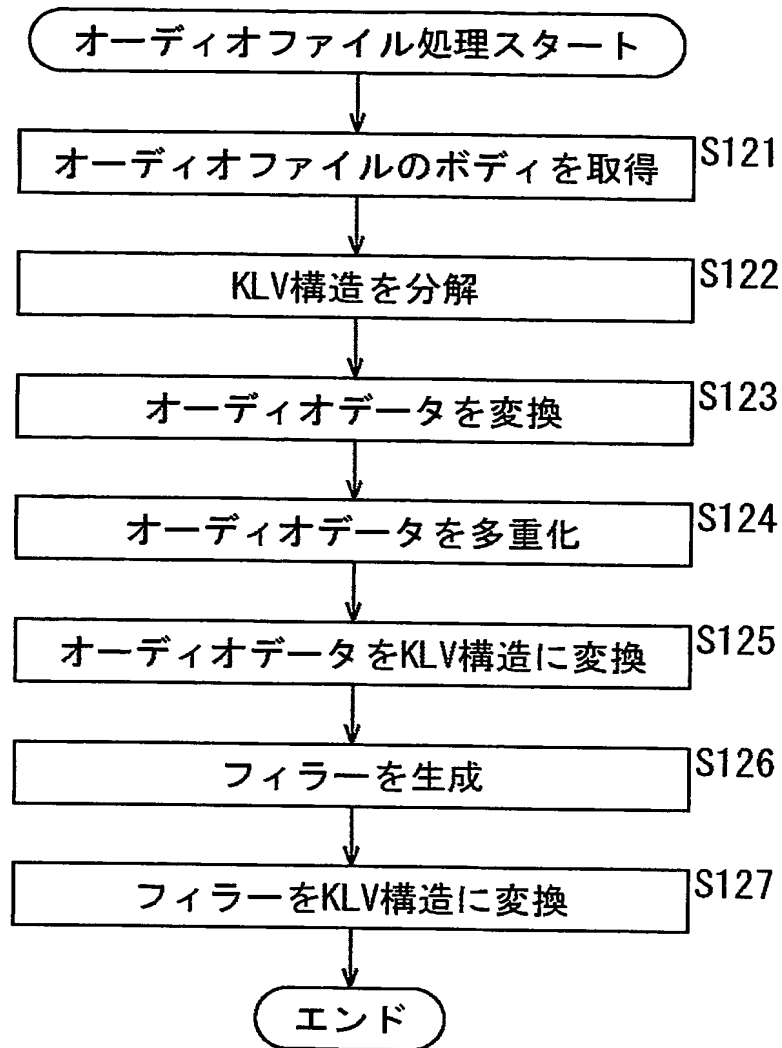 オーディオファイル処理スタート
オーディオファイルのボディを取得
S121
KLV構造を分解
S122
オーディオデータを変換
S123
オーディオデータを多重化
S124
オーディオデータをKLV構造に変換
S125
フィラーを生成
S126
フィラーをKLV構造に変換
S127
エンド